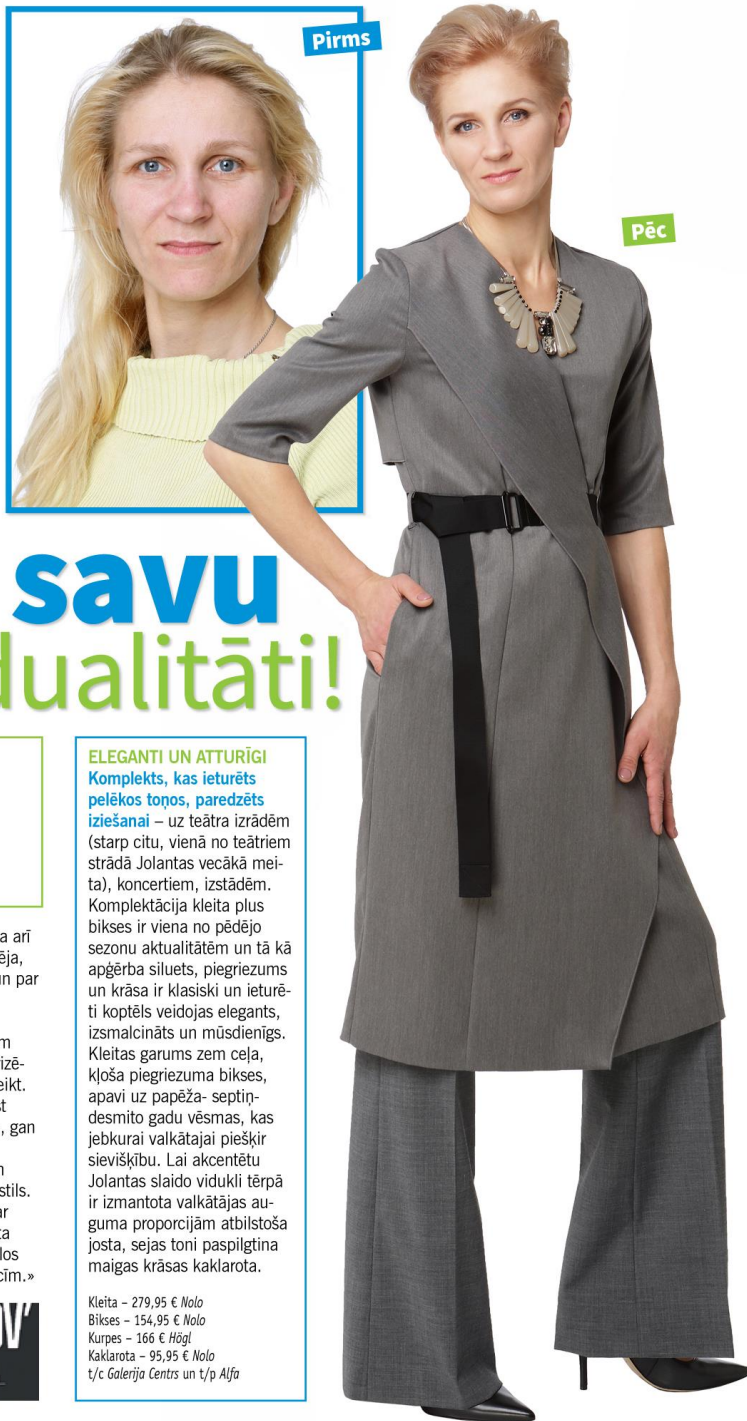 Pirms
Pēc
savu
dualitāti!
ELEGANTI UN ATTURĪGI
Komplekts, kas ieturēts
pelēkos toņos, paredzēts
iziešanai – uz teātra izrādēm
(starp citu, vienā no teātriem
strādā Jolantas vecākā mei-
ta), koncertiem, izstādēm.
Komplektācija kleita plus
bikses ir viena no pēdējo
sezonu aktualitātēm un tā kā
apģērba siluets, piegriezums
un krāsa ir klasiski un ieturē-
ti koptēls veidojas elegants,
izsmalcināts un mūsdienīgs.
Kleitas garums zem ceļa,
kļoša piegriezuma bikses,
apavi uz papēža- septiņ-
desmito gadu vēsmas, kas
jebkurai valkātajai piešķir
sievišķību. Lai akcentētu
Jolantas slaido vidukli tērpā
ir izmantota valkātājas au-
guma proporcijām atbilstoša
josta, sejas toni paspilgtina
maigas krāsas kaklarota.
Kleita – 279,95 € Nolo
Bikses – 154,95 € Nolo
Kurpes – 166 € Högl
Kaklarota – 95,95 € Nolo
t/c Galerija Centrs un t/p Alfa
a arī
ēja,
un par
m
izē-
eikt.
st
, gan
n
stils.
ar
ta
los
cīm.»